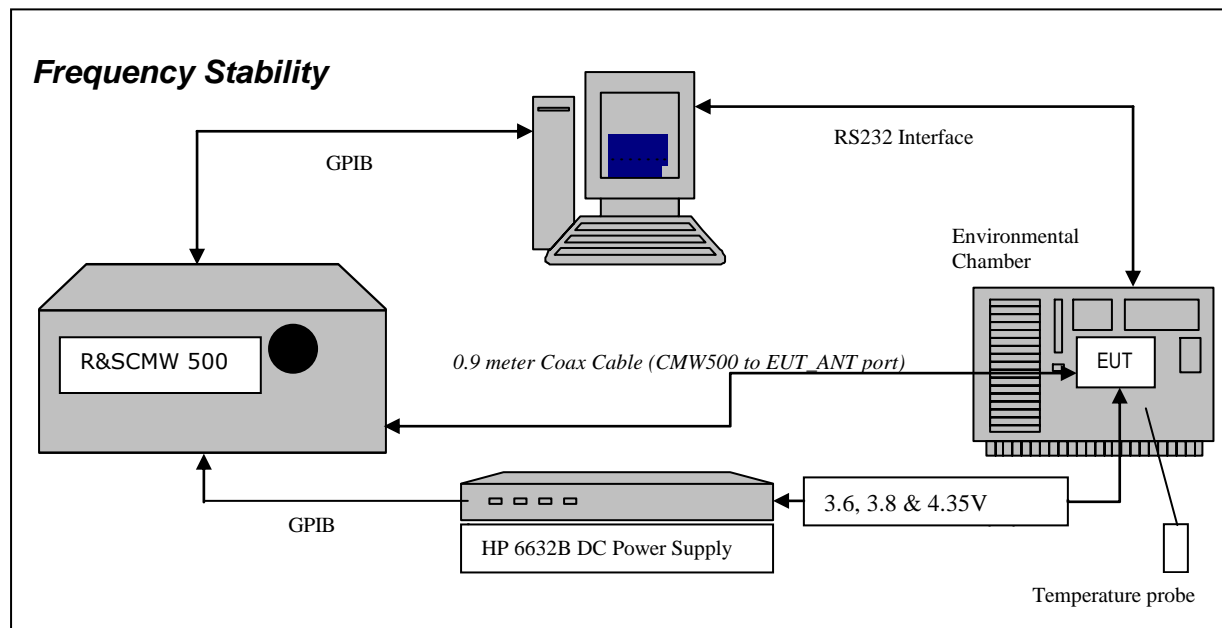 Frequency Stability
GPIB
RS232 Interface
Environmental
Chamber
R&SCMW 500
0.9 meter Coax Cable (CMW500 to EUT_ANT port)
EUT
GPIB
3.6, 3.8 & 4.35V
HP 6632B DC Power Supply
Temperature probe